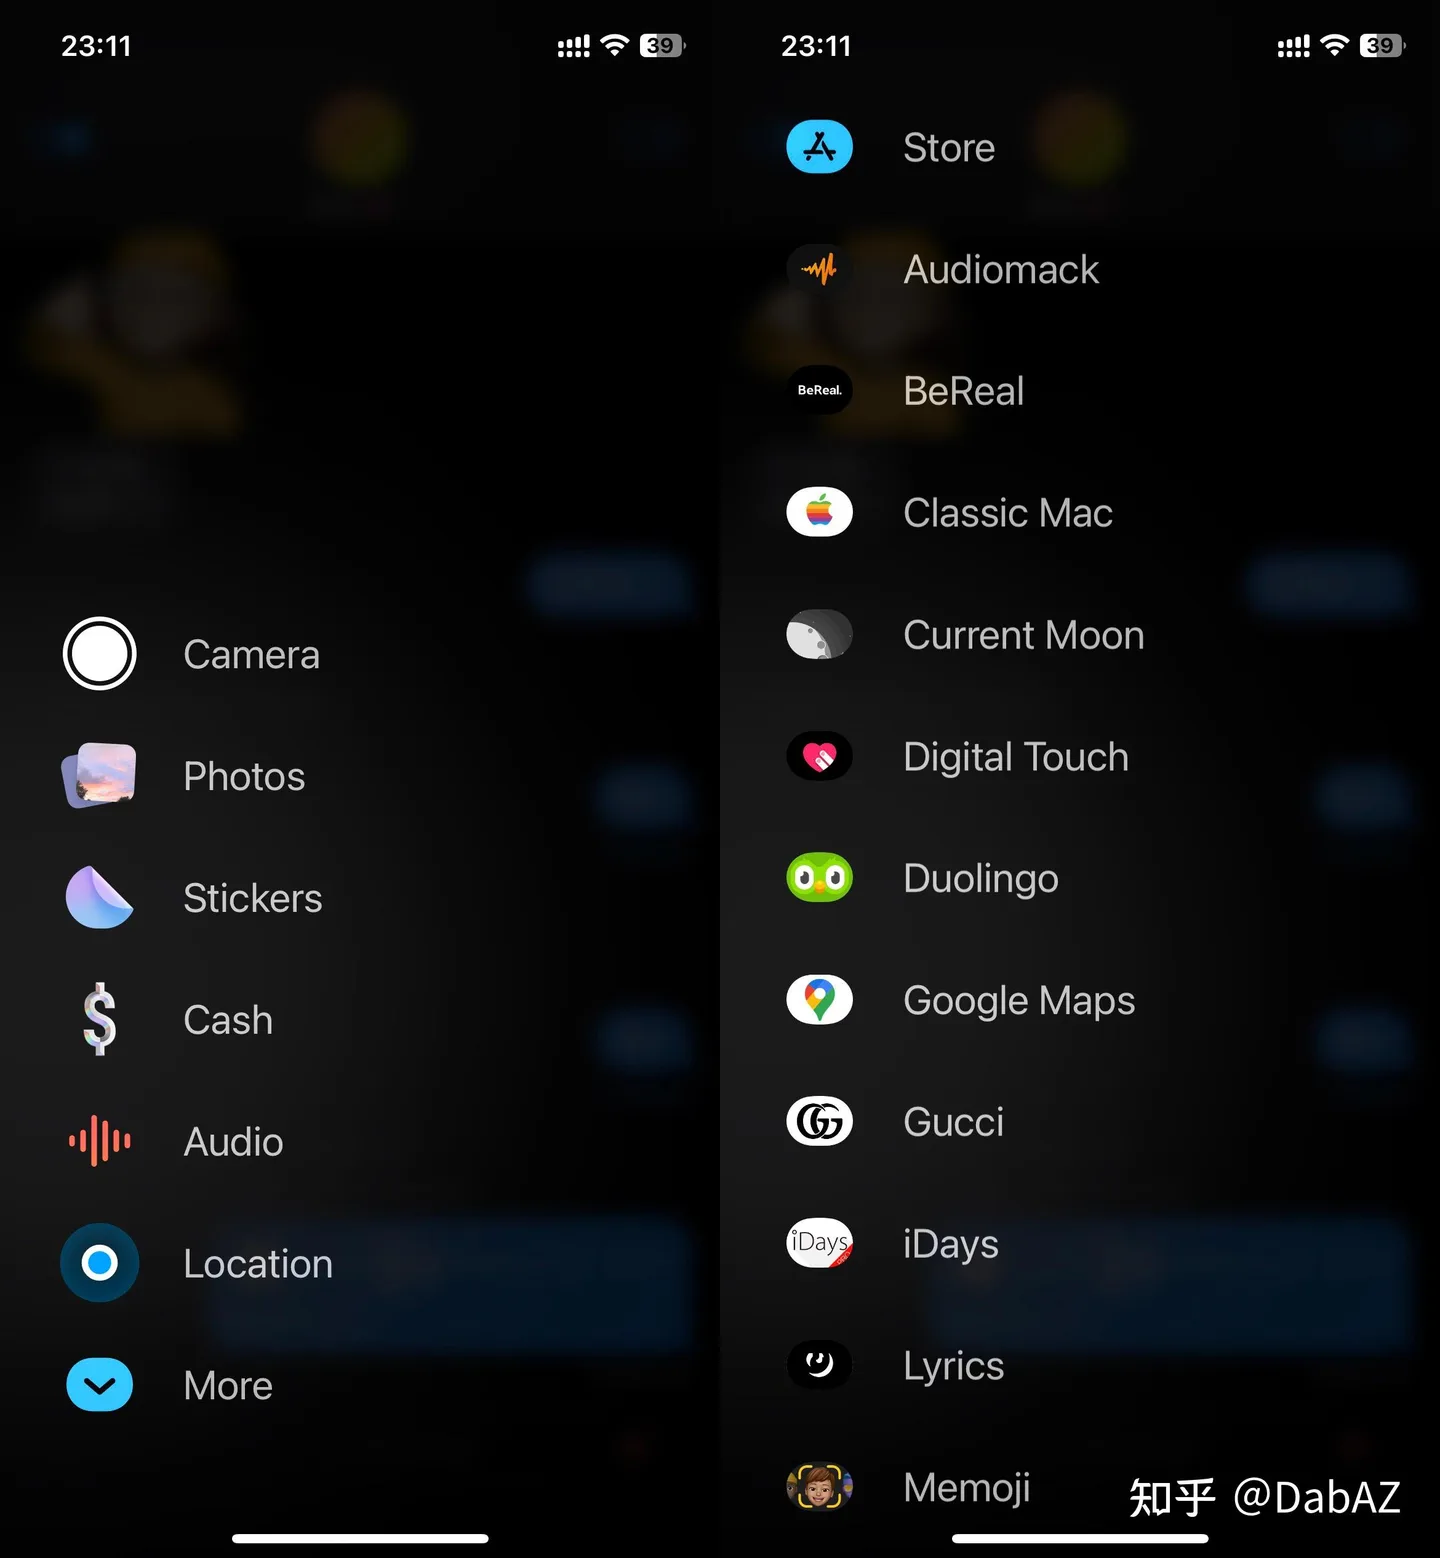 23:11
39
Camera
Photos
Stickers
$
Cash
Audio
Location
More
23:11
39
Store
Audiomack
BeReal.
BeReal
Classic Mac
Current Moon
Digital Touch
Duolingo
Google Maps
Gucci
iDays
iDays
Lyrics
Memoji
知乎 @DabAZ